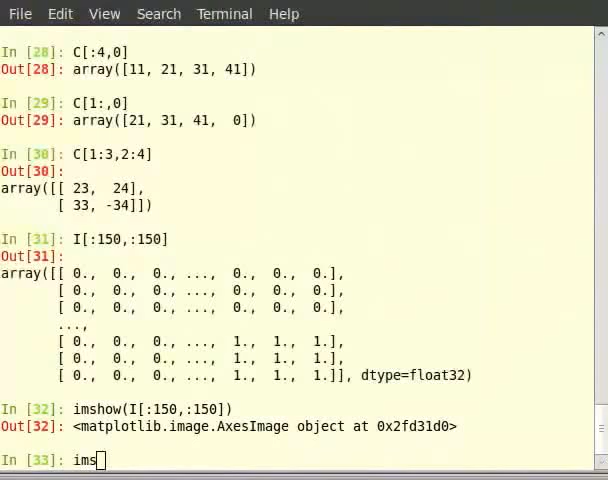 File Edit View Search Terminal Help
In [28]: C[:4,0]
Out[28]: array([11, 21, 31, 41])
In [29]: C[1:,0]
Out[29]: array([21, 31, 41,  0])
In [30]: C[1:3,2:4]
Out[30]:
array([[ 23,  24],
       [ 33, -34]])
In [31]: I[:150,:150]
Out[31]:
array([[ 0.,  0.,  0., ...,  0.,  0.,  0.],
       [ 0.,  0.,  0., ...,  0.,  0.,  0.],
       [ 0.,  0.,  0., ...,  0.,  0.,  0.],
       ...,
       [ 0.,  0.,  0., ...,  1.,  1.,  1.],
       [ 0.,  0.,  0., ...,  1.,  1.,  1.],
       [ 0.,  0.,  0., ...,  1.,  1.,  1.]], dtype=float32)
In [32]: imshow(I[:150,:150])
Out[32]: <matplotlib.image.AxesImage object at 0x2fd31d0>
In [33]: ims